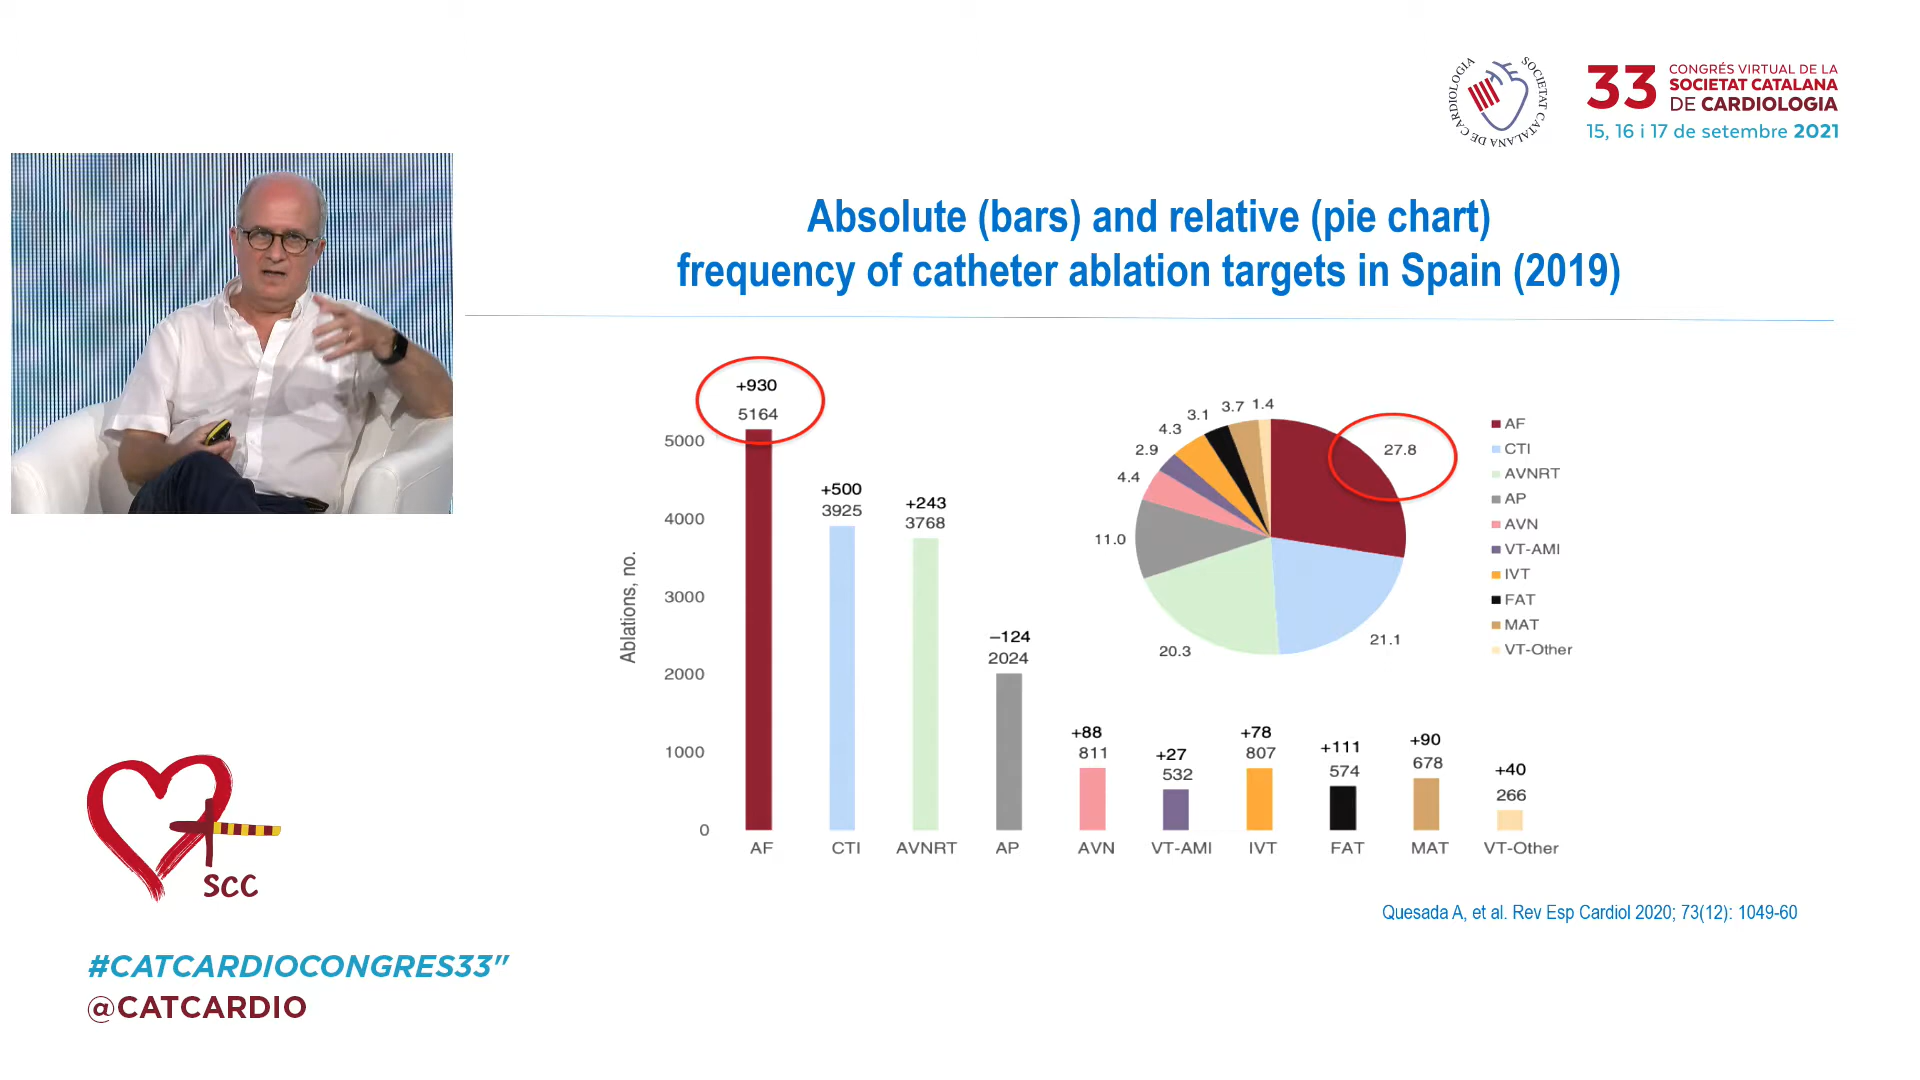 SOCIETAT CATALANA DE CARDIOLOGIA
33
CONGRÉS VIRTUAL DE LA
SOCIETAT CATALANA
DE CARDIOLOGIA
15, 16 i 17 de setembre 2021
Absolute (bars) and relative (pie chart)
frequency of catheter ablation targets in Spain (2019)
Ablations, no.
5000
4000
3000
2000
1000
0
+930
5164
+500
3925
+243
3768
−124
2024
+88
811
+27
532
+78
807
+111
574
+90
678
+40
266
AF
CTI
AVNRT
AP
AVN
VT-AMI
IVT
FAT
MAT
VT-Other
27.8
21.1
20.3
11.0
4.4
2.9
4.3
3.1
3.7
1.4
AF
CTI
AVNRT
AP
AVN
VT-AMI
IVT
FAT
MAT
VT-Other
Quesada A, et al. Rev Esp Cardiol 2020; 73(12): 1049-60
SCC
#CATCARDIOCONGRES33"
@CATCARDIO